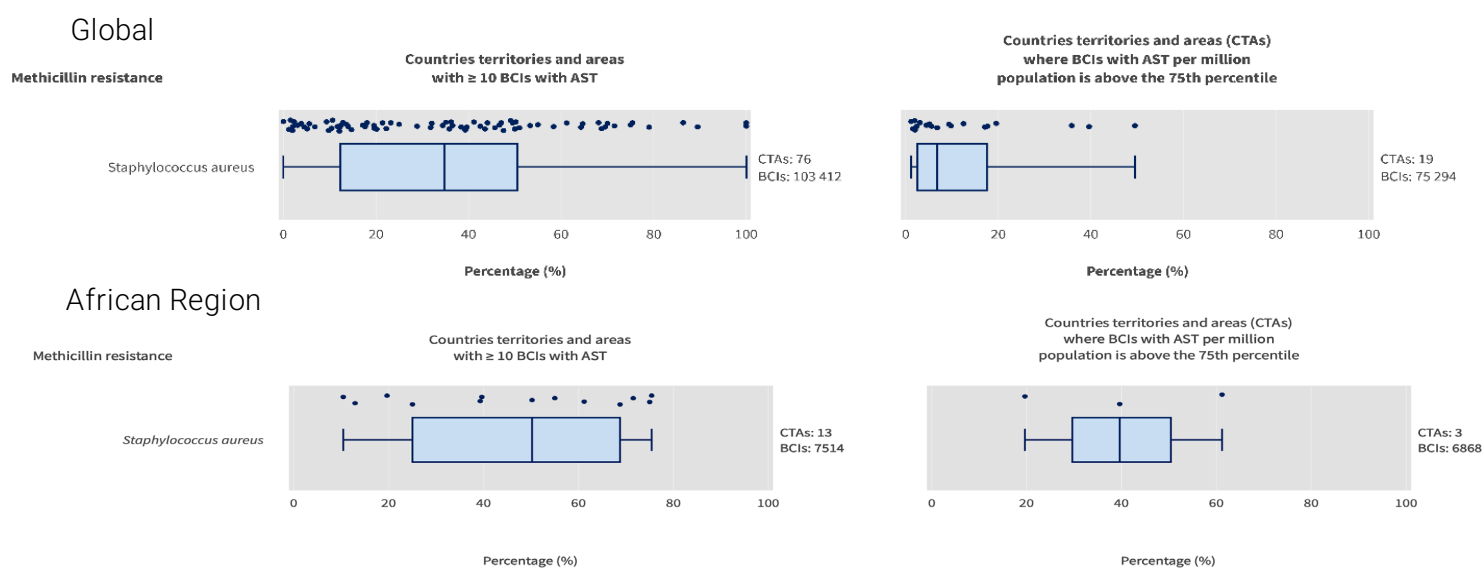 Global
Methicillin resistance
Countries territories and areas
with ≥ 10 BCIs with AST
Countries territories and areas (CTAs)
where BCIs with AST per million
population is above the 75th percentile
Staphylococcus aureus
CTAs: 76
BCIs: 103 412
CTAs: 19
BCIs: 75 294
0 20 40 60 80 100
0 20 40 60 80 100
Percentage (%)
Percentage (%)
African Region
Methicillin resistance
Countries territories and areas
with ≥ 10 BCIs with AST
Countries territories and areas (CTAs)
where BCIs with AST per million
population is above the 75th percentile
Staphylococcus aureus
CTAs: 13
BCIs: 7514
CTAs: 3
BCIs: 6868
0 20 40 60 80 100
0 20 40 60 80 100
Percentage (%)
Percentage (%)